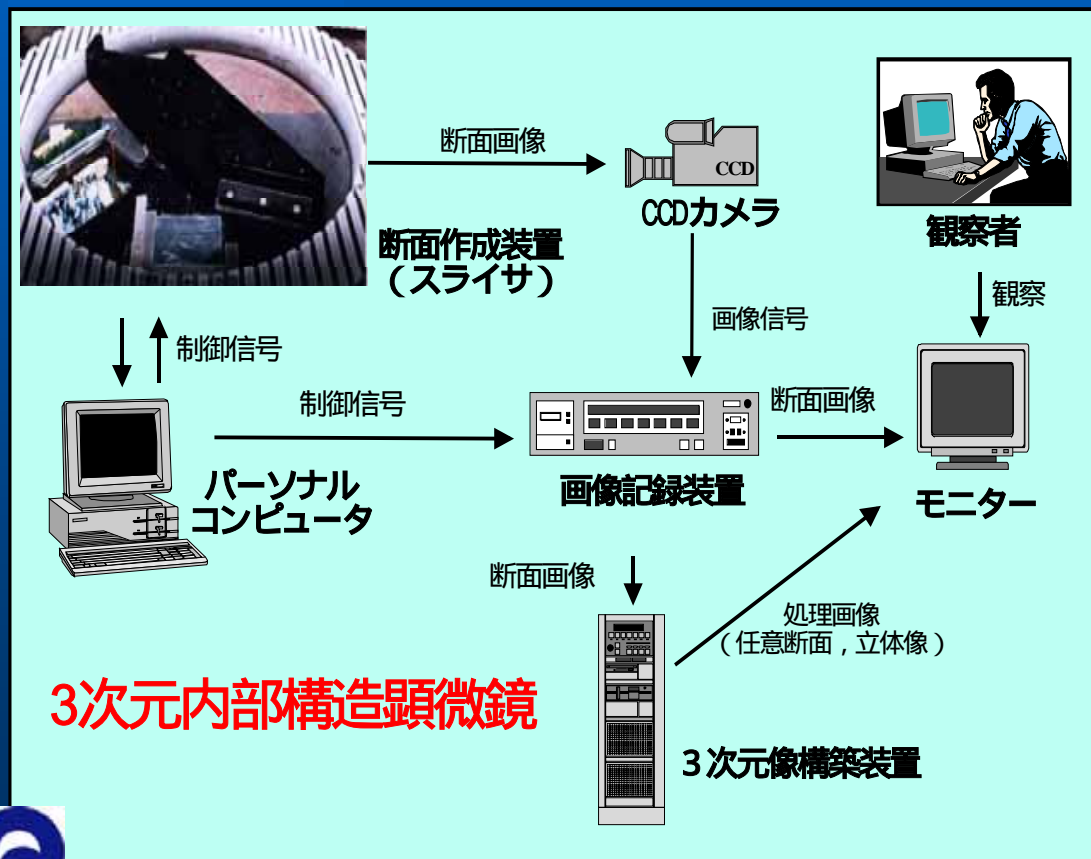 断面画像
CCD
CCDカメラ
観察者
断面作成装置
（スライサ）
観察
画像信号
制御信号
制御信号
断面画像
パーソナル
コンピュータ
画像記録装置
モニター
断面画像
処理画像
（任意断面，立体像）
3次元内部構造顕微鏡
３次元像構築装置